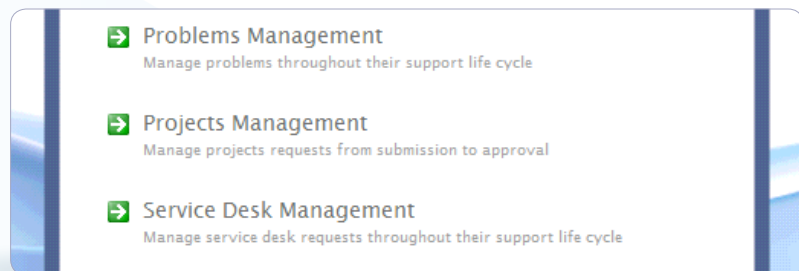 Problems Management
Manage problems throughout their support life cycle
Projects Management
Manage projects requests from submission to approval
Service Desk Management
Manage service desk requests throughout their support life cycle